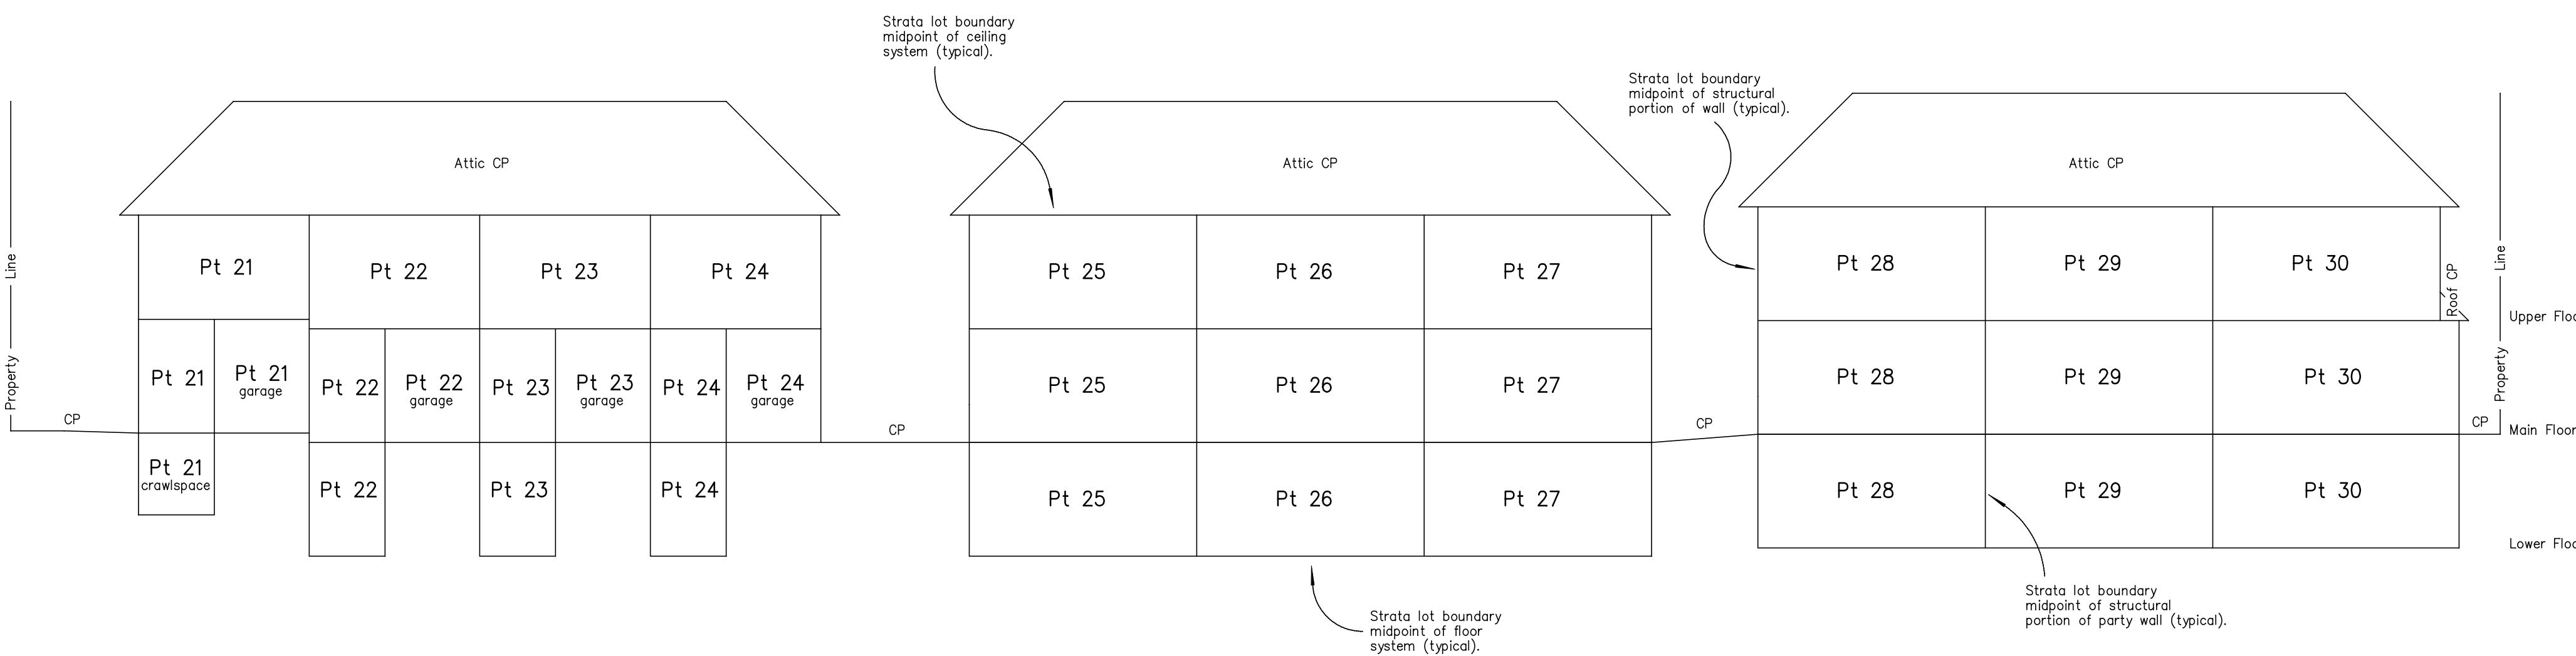 Strata lot boundary
midpoint of ceiling
system (typical).
Strata lot boundary
midpoint of structural
portion of wall (typical).
Attic CP
Attic CP
Attic CP
Property Line
Pt 21
Pt 22
Pt 23
Pt 24
Pt 25
Pt 26
Pt 27
Pt 28
Pt 29
Pt 30
Roof CP
Property Line
Upper Floo
Pt 21
Pt 21
garage
Pt 22
Pt 22
garage
Pt 23
Pt 23
garage
Pt 24
Pt 24
garage
Pt 25
Pt 26
Pt 27
Pt 28
Pt 29
Pt 30
CP
CP
CP
CP
Main Floor
Pt 21
crawlspace
Pt 22
Pt 23
Pt 24
Pt 25
Pt 26
Pt 27
Pt 28
Pt 29
Pt 30
Lower Floo
Strata lot boundary
midpoint of floor
system (typical).
Strata lot boundary
midpoint of structural
portion of party wall (typical).